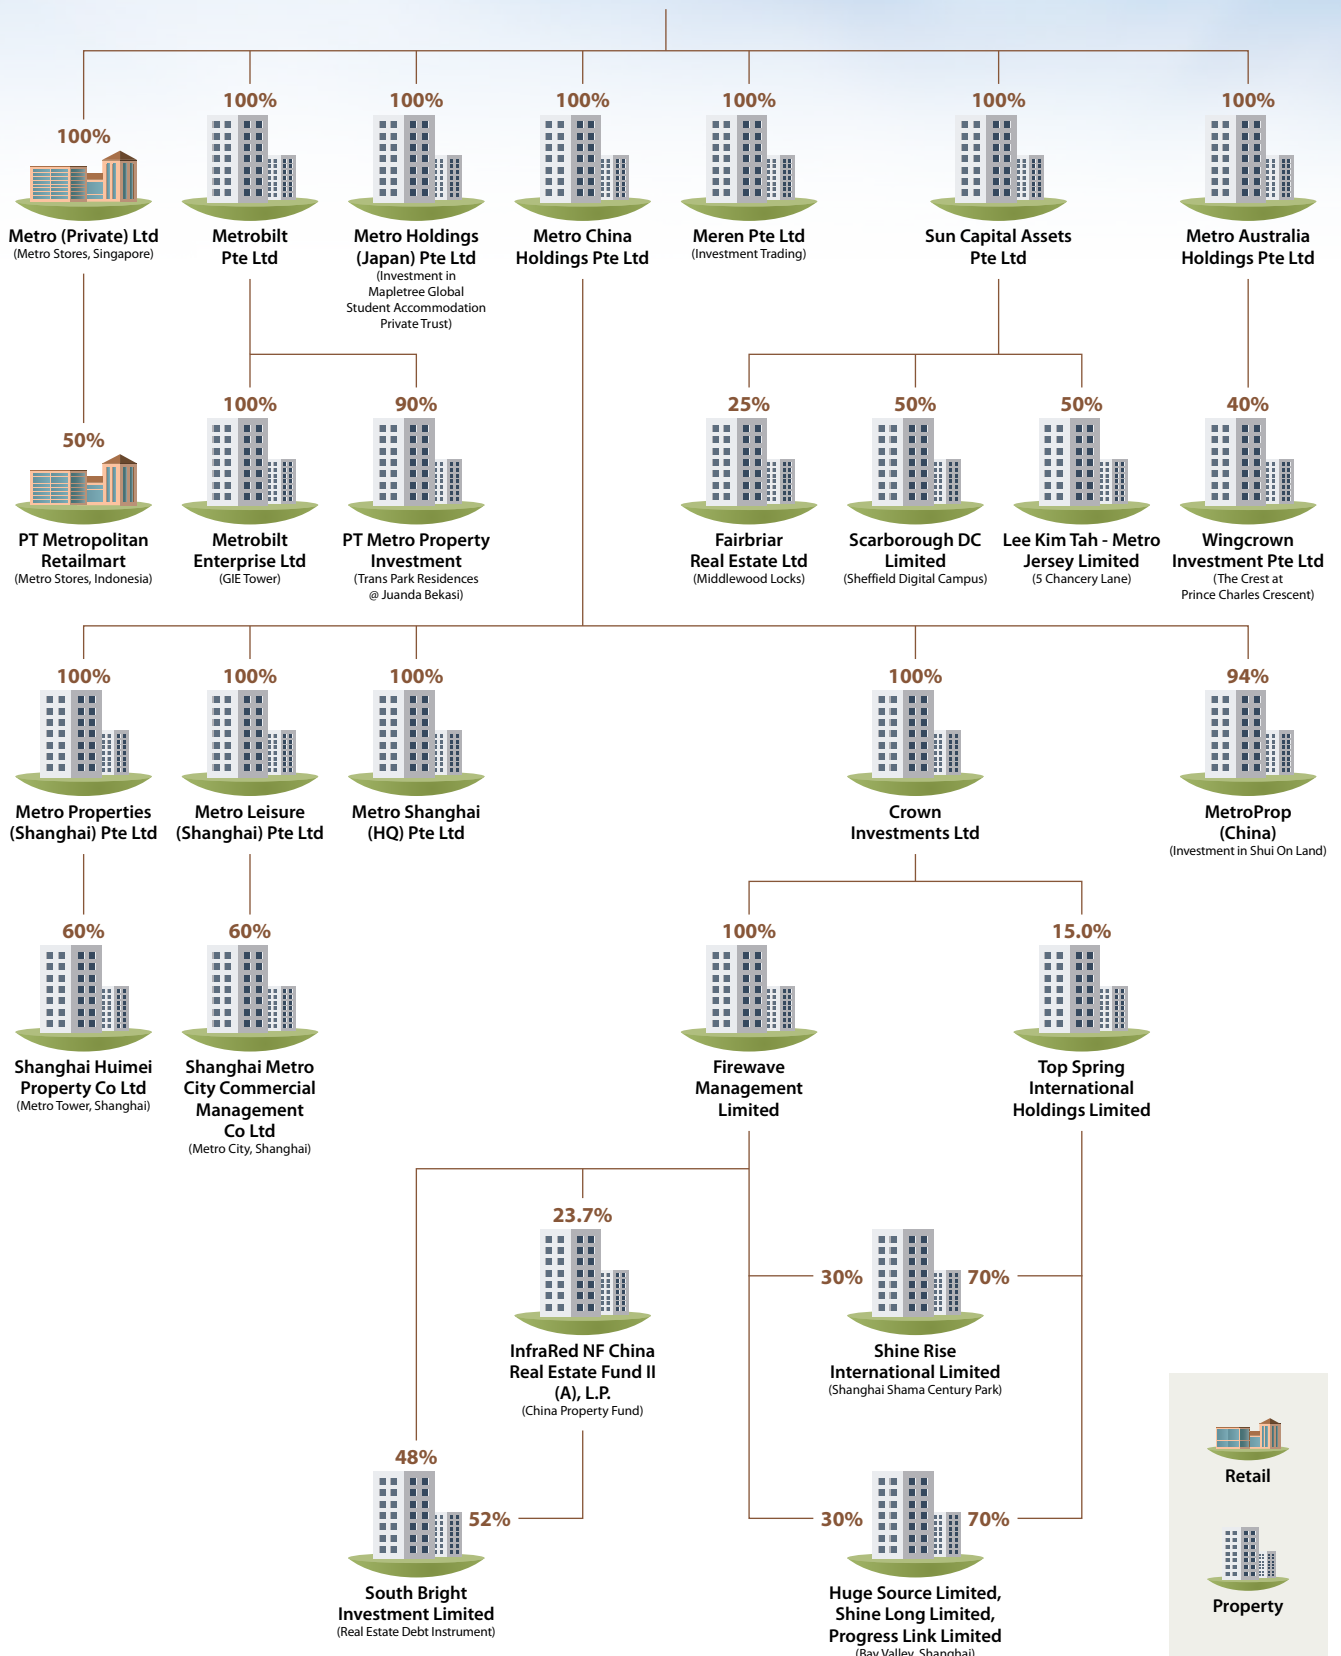 100%
Metro (Private) Ltd
(Metro Stores, Singapore)
100%
Metrobilt
Pte Ltd
100%
Metro Holdings
(Japan) Pte Ltd
(Investment in
Mapletree Global
Student Accommodation
Private Trust)
100%
Metro China
Holdings Pte Ltd
100%
Meren Pte Ltd
(Investment Trading)
100%
Sun Capital Assets
Pte Ltd
100%
Metro Australia
Holdings Pte Ltd
50%
PT Metropolitan
Retailmart
(Metro Stores, Indonesia)
100%
Metrobilt
Enterprise Ltd
(GIE Tower)
90%
PT Metro Property
Investment
(Trans Park Residences
@ Juanda Bekasi)
25%
Fairbriar
Real Estate Ltd
(Middlewood Locks)
50%
Scarborough DC
Limited
(Sheffield Digital Campus)
50%
Lee Kim Tah - Metro
Jersey Limited
(5 Chancery Lane)
40%
Wingcrown
Investment Pte Ltd
(The Crest at
Prince Charles Crescent)
100%
Metro Properties
(Shanghai) Pte Ltd
100%
Metro Leisure
(Shanghai) Pte Ltd
100%
Metro Shanghai
(HQ) Pte Ltd
100%
Crown
Investments Ltd
94%
MetroProp
(China)
(Investment in Shui On Land)
60%
Shanghai Huimei
Property Co Ltd
(Metro Tower, Shanghai)
60%
Shanghai Metro
City Commercial
Management
Co Ltd
(Metro City, Shanghai)
100%
Firewave
Management
Limited
15.0%
Top Spring
International
Holdings Limited
23.7%
InfraRed NF China
Real Estate Fund II
(A), L.P.
(China Property Fund)
30%
70%
Shine Rise
International Limited
(Shanghai Shama Century Park)
48%
52%
South Bright
Investment Limited
(Real Estate Debt Instrument)
30%
70%
Huge Source Limited,
Shine Long Limited,
Progress Link Limited
(Bay Valley, Shanghai)
Retail
Property